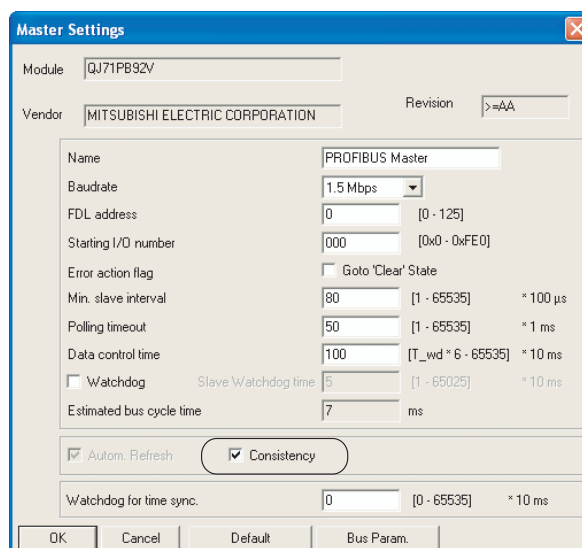 Master Settings
Module QJ71PB92V
Vendor MITSUBISHI ELECTRIC CORPORATION Revision >=AA
Name PROFIBUS Master
Baudrate 1.5 Mbps
FDL address 0 [0 - 125]
Starting I/O number 000 [0x0 - 0xFE0]
Error action flag Goto 'Clear' State
Min. slave interval 80 [1 - 65535] * 100 µs
Polling timeout 50 [1 - 65535] * 1 ms
Data control time 100 [T_wd * 6 - 65535] * 10 ms
Watchdog Slave Watchdog time 5 [1 - 65025] * 10 ms
Estimated bus cycle time 7 ms
Autom. Refresh Consistency
Watchdog for time sync. 0 [0 - 65535] * 10 ms
OK Cancel Default Bus Param.